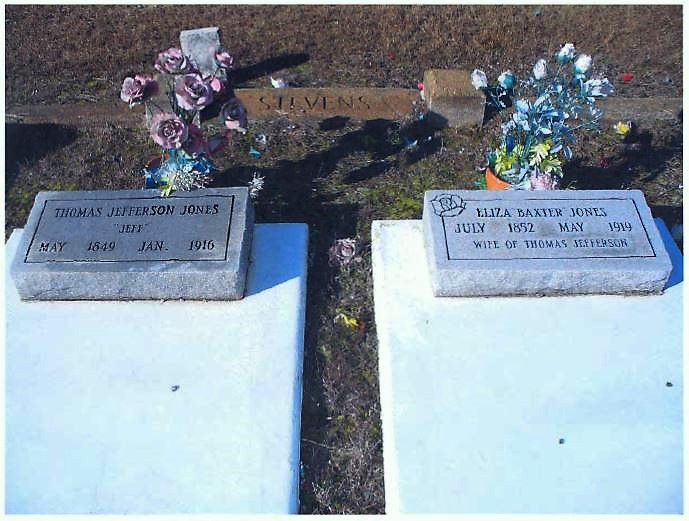 STEVENS
THOMAS JEFFERSON JONES
"JEFF"
MAY 1849 JAN. 1916
ELIZA BAXTER JONES
JULY 1852 MAY 1919
WIFE OF THOMAS JEFFERSON